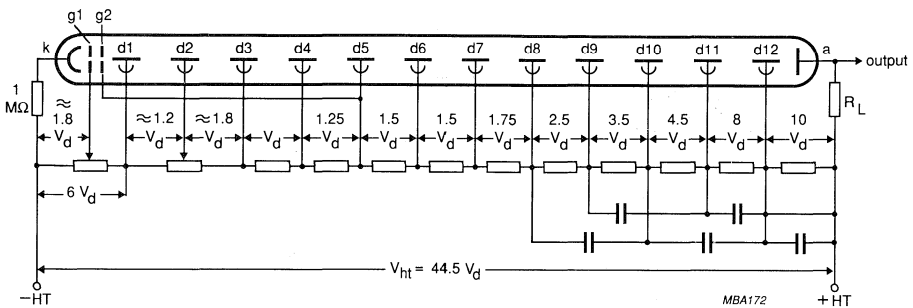 g1 g2
k d1 d2 d3 d4 d5 d6 d7 d8 d9 d10 d11 d12 a
output
1 MΩ
R_L
≈ 1.8 V_d
≈1.2 V_d
≈1.8 V_d
V_d
1.25 V_d
1.5 V_d
1.5 V_d
1.75 V_d
2.5 V_d
3.5 V_d
4.5 V_d
8 V_d
10 V_d
6 V_d
V_ht = 44.5 V_d
−HT
MBA172
+HT